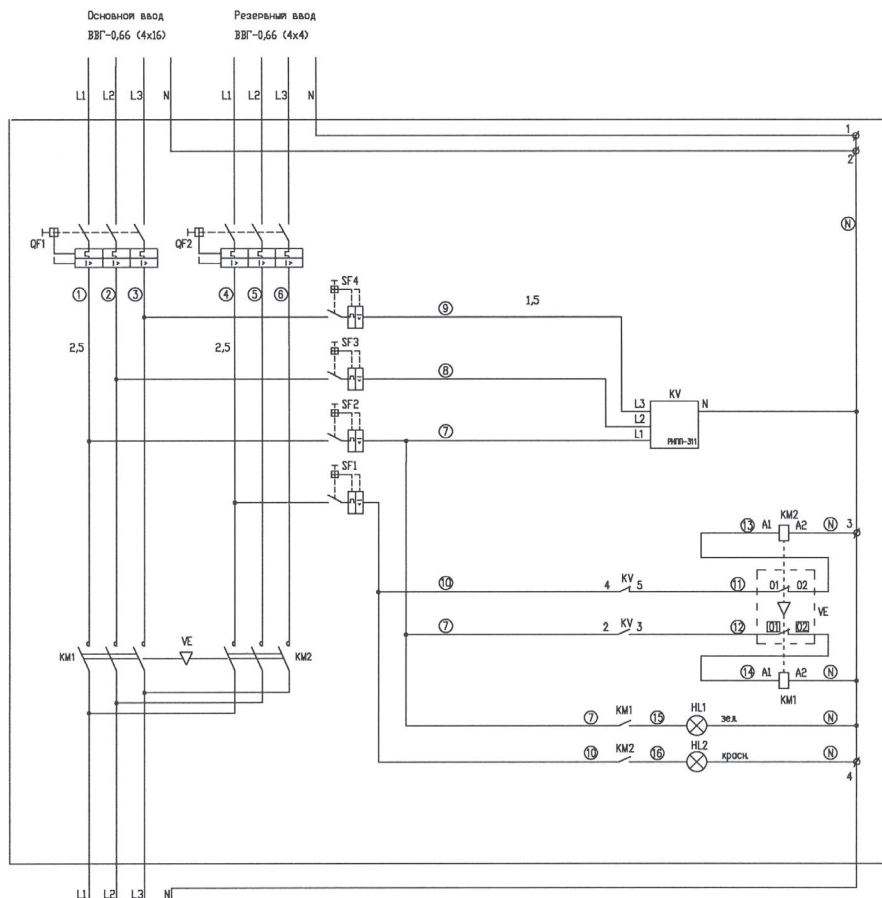 Основной ввод
Резервный ввод
ВВГ-0,66 (4х16)
ВВГ-0,66 (4х4)
L1 L2 L3 N
L1 L2 L3 N
1
2
N
QF1
QF2
1 2 3
4 5 6
SF4
9
1,5
2,5
2,5
SF3
8
KV
L3
N
L2
L1
РНПП-311
SF2
7
SF1
KM2
13 A1 A2 N 3
10
4 KV 5
11
01 02
VE
7
2 KV 3
12
01 02
KM1
VE
KM2
14 A1 A2 N
KM1
7 KM1 15 HL1 зел. N
10 KM2 16 HL2 красн. N
4
L1 L2 L3 N